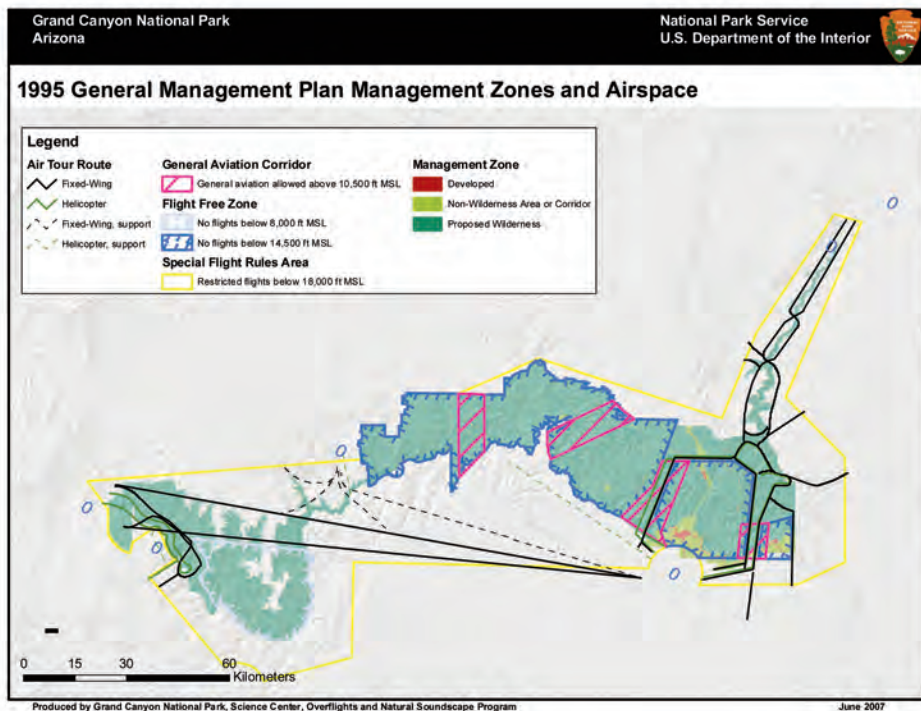 Grand Canyon National Park
Arizona
National Park Service
U.S. Department of the Interior
1995 General Management Plan Management Zones and Airspace
Legend
Air Tour Route
Fixed-Wing
Helicopter
Fixed-Wing, support
Helicopter, support
General Aviation Corridor
General aviation allowed above 10,500 ft MSL
Flight Free Zone
No flights below 8,000 ft MSL
No flights below 14,500 ft MSL
Special Flight Rules Area
Restricted flights below 18,000 ft MSL
Management Zone
Developed
Non-Wilderness Area or Corridor
Proposed Wilderness
0 15 30 60
Kilometers
Produced by Grand Canyon National Park, Science Center, Overflights and Natural Soundscape Program
June 2007